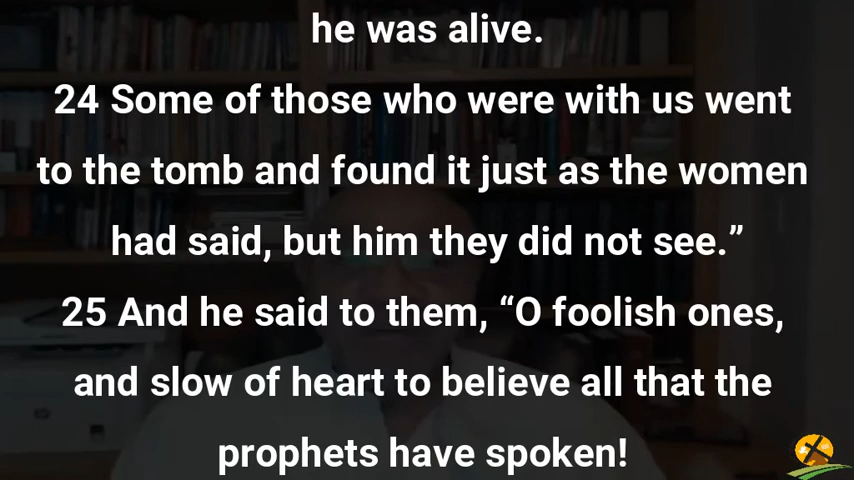 he was alive.
24 Some of those who were with us went
to the tomb and found it just as the women
had said, but him they did not see.”
25 And he said to them, “O foolish ones,
and slow of heart to believe all that the
prophets have spoken!